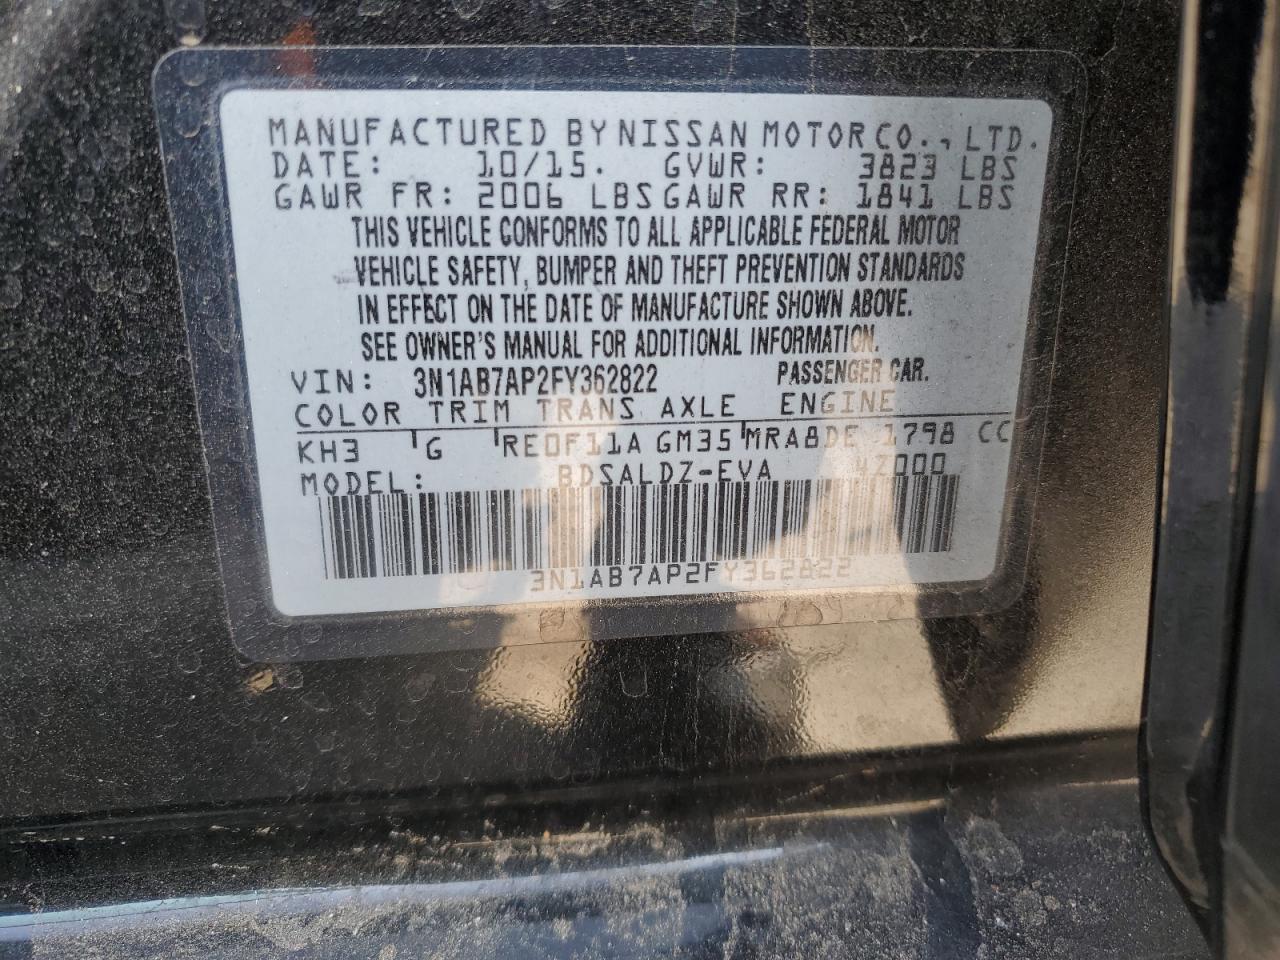 MANUFACTURED BY NISSAN MOTOR CO., LTD.
DATE: 10/15. GVWR: 3823 LBS
GAWR FR: 2006 LBS GAWR RR: 1841 LBS
THIS VEHICLE CONFORMS TO ALL APPLICABLE FEDERAL MOTOR
VEHICLE SAFETY, BUMPER AND THEFT PREVENTION STANDARDS
IN EFFECT ON THE DATE OF MANUFACTURE SHOWN ABOVE.
SEE OWNER'S MANUAL FOR ADDITIONAL INFORMATION.
VIN: 3N1AB7AP2FY362822 PASSENGER CAR.
COLOR TRIM TRANS AXLE ENGINE
KH3 G RE0F11A GM35 MRA8DE 1798 CC
MODEL: BDSALDZ-EVA 4Z000
3N1AB7AP2FY362822